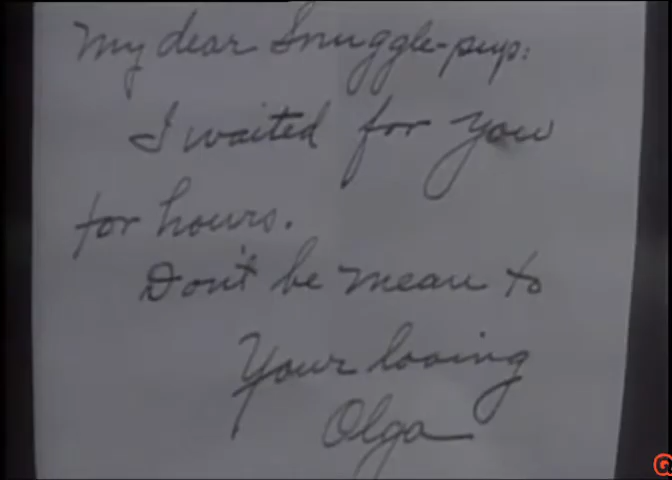 My dear Snuggle-pup:
I waited for you
for hours.
Don't be mean to
Your loving
Olga